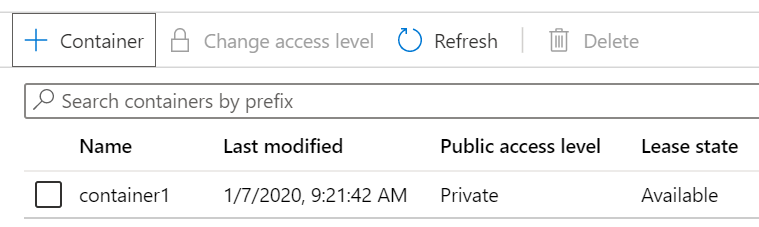 Container Change access level Refresh Delete
Search containers by prefix
Name Last modified Public access level Lease state
container1 1/7/2020, 9:21:42 AM Private Available